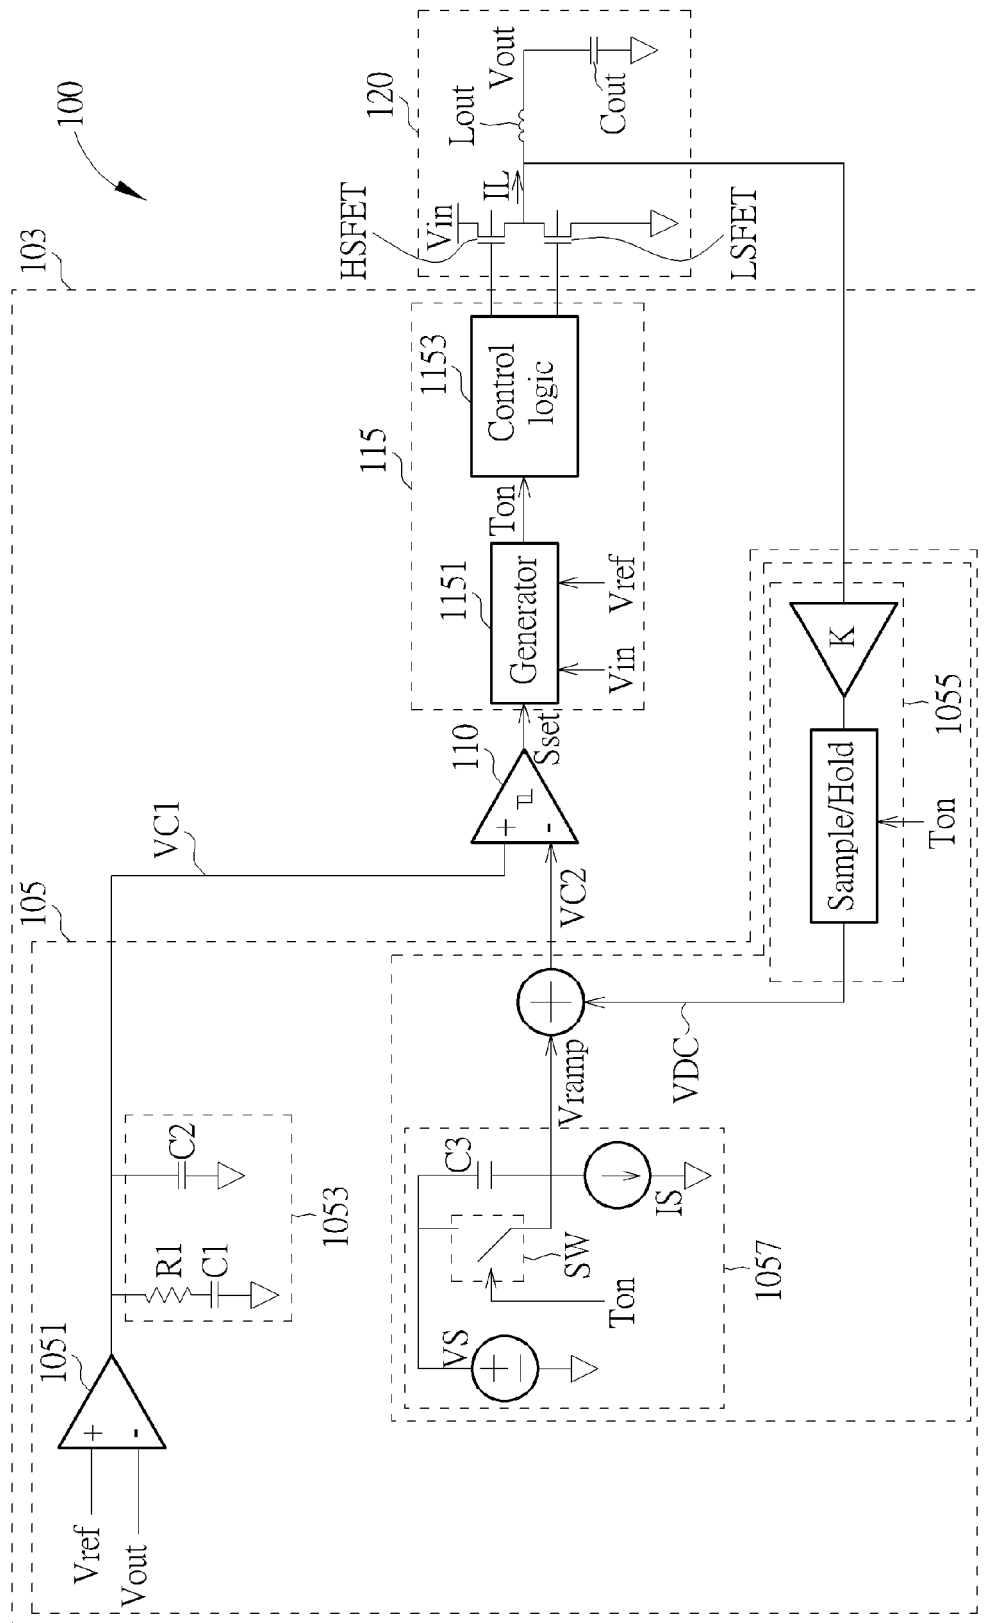 100
103
120
Lout
Vout
Cout
Vin
IL
HSFET
LSFET
115
1153
Control
logic
Ton
1151
Generator
Vin
Vref
Sset
110
+
-
VC1
VC2
105
1051
Vref
Vout
+
-
R1
C1
C2
1053
VS
+
-
Ton
SW
C3
IS
1057
Vramp
+
VDC
Sample/Hold
Ton
K
1055